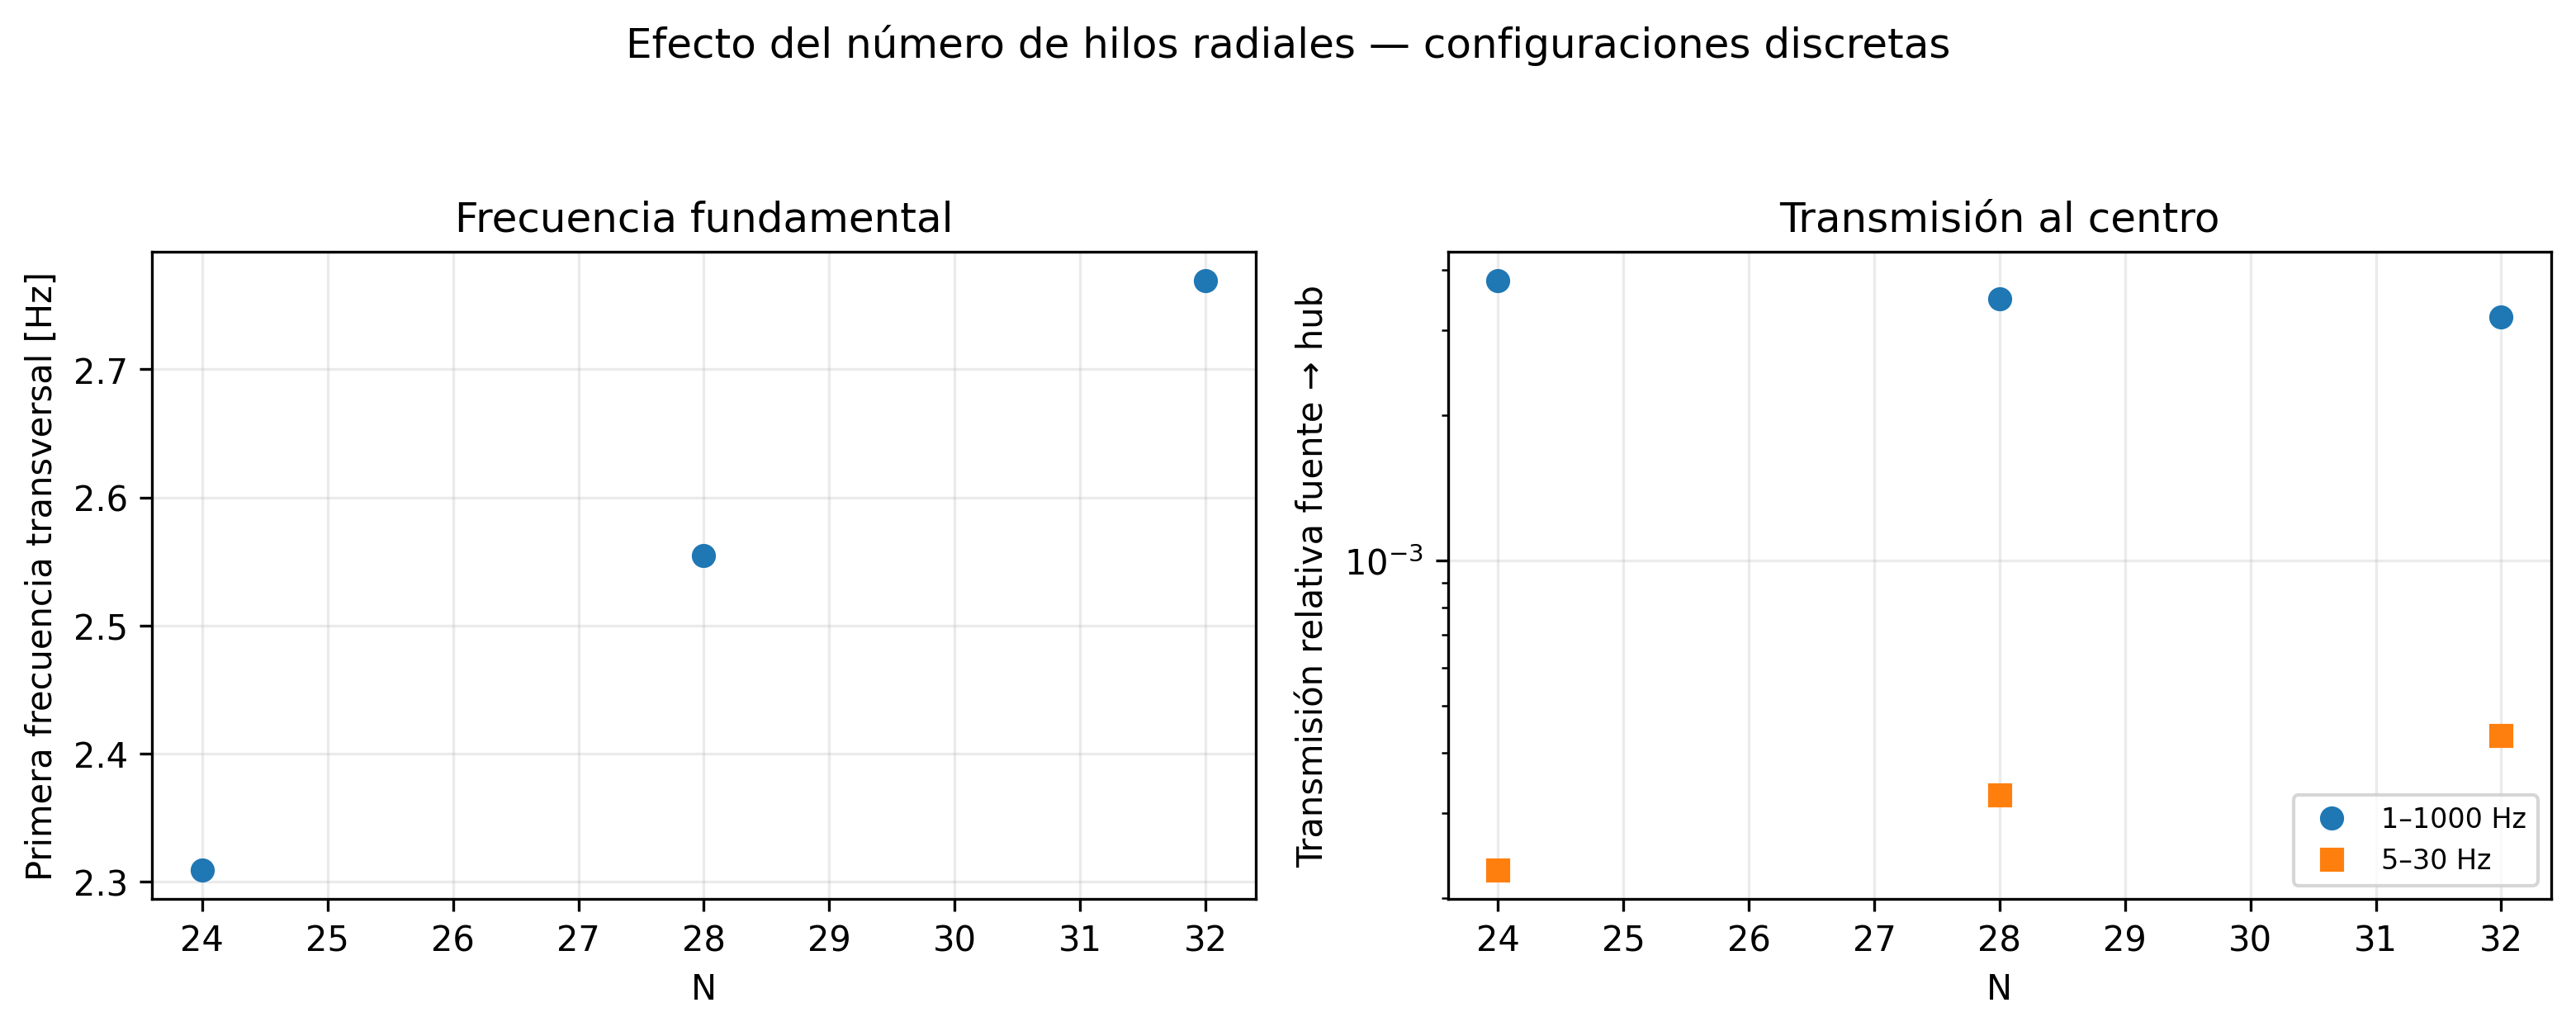 Efecto del número de hilos radiales — configuraciones discretas
Frecuencia fundamental
Primera frecuencia transversal [Hz]
2.7
2.6
2.5
2.4
2.3
24 25 26 27 28 29 30 31 32
N
Transmisión al centro
Transmisión relativa fuente → hub
10⁻³
1–1000 Hz
5–30 Hz
24 25 26 27 28 29 30 31 32
N